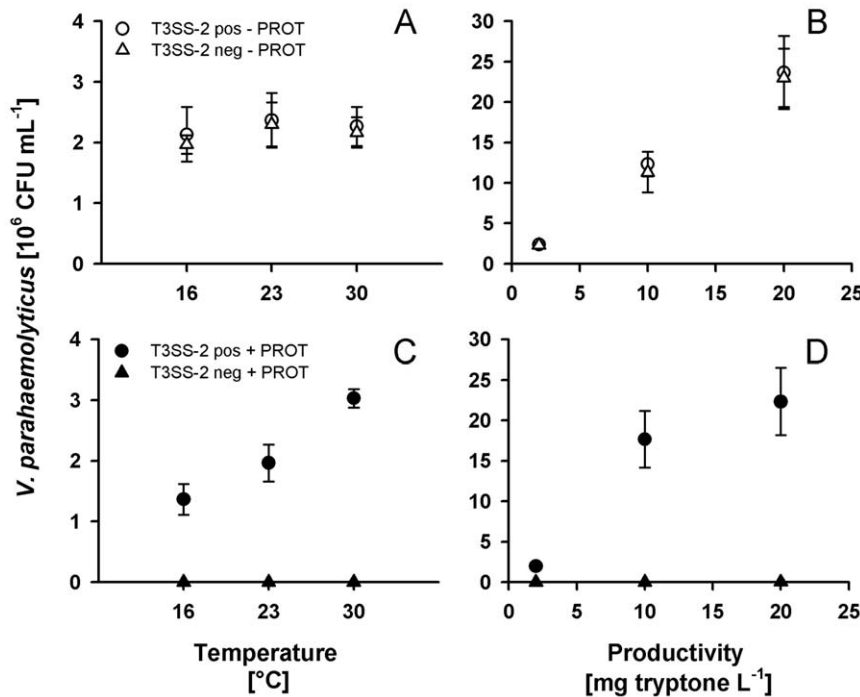 V. parahaemolyticus [10⁶ CFU mL⁻¹]
A
T3SS-2 pos - PROT
T3SS-2 neg - PROT
4
3
2
1
0
16 23 30
B
30
25
20
15
10
5
0
0 5 10 15 20 25
C
T3SS-2 pos + PROT
T3SS-2 neg + PROT
4
3
2
1
0
16 23 30
Temperature
[°C]
D
30
25
20
15
10
5
0
0 5 10 15 20 25
Productivity
[mg tryptone L⁻¹]